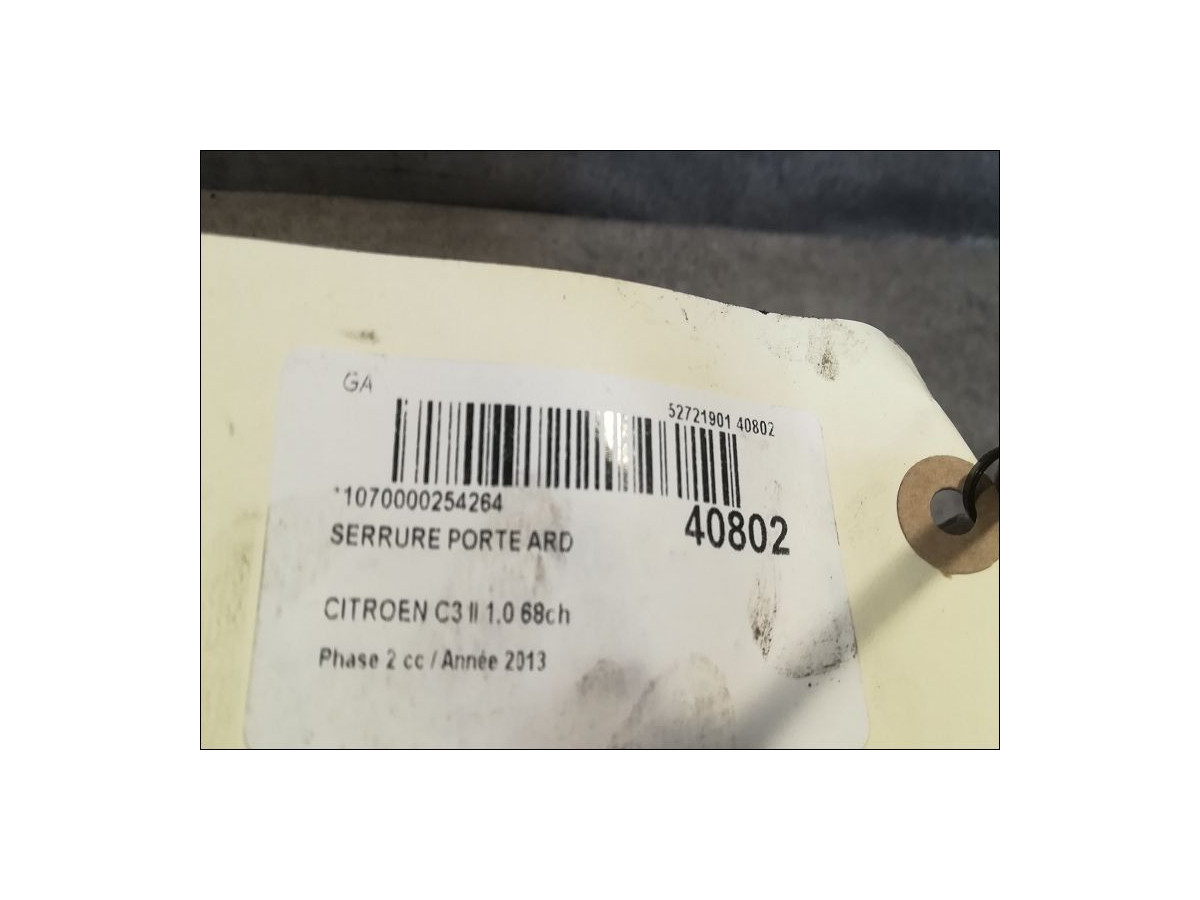 GA
52721901 40802
*1070000254264
40802
SERRURE PORTE ARD
CITROEN C3 II 1.0 68ch
Phase 2 cc / Année 2013